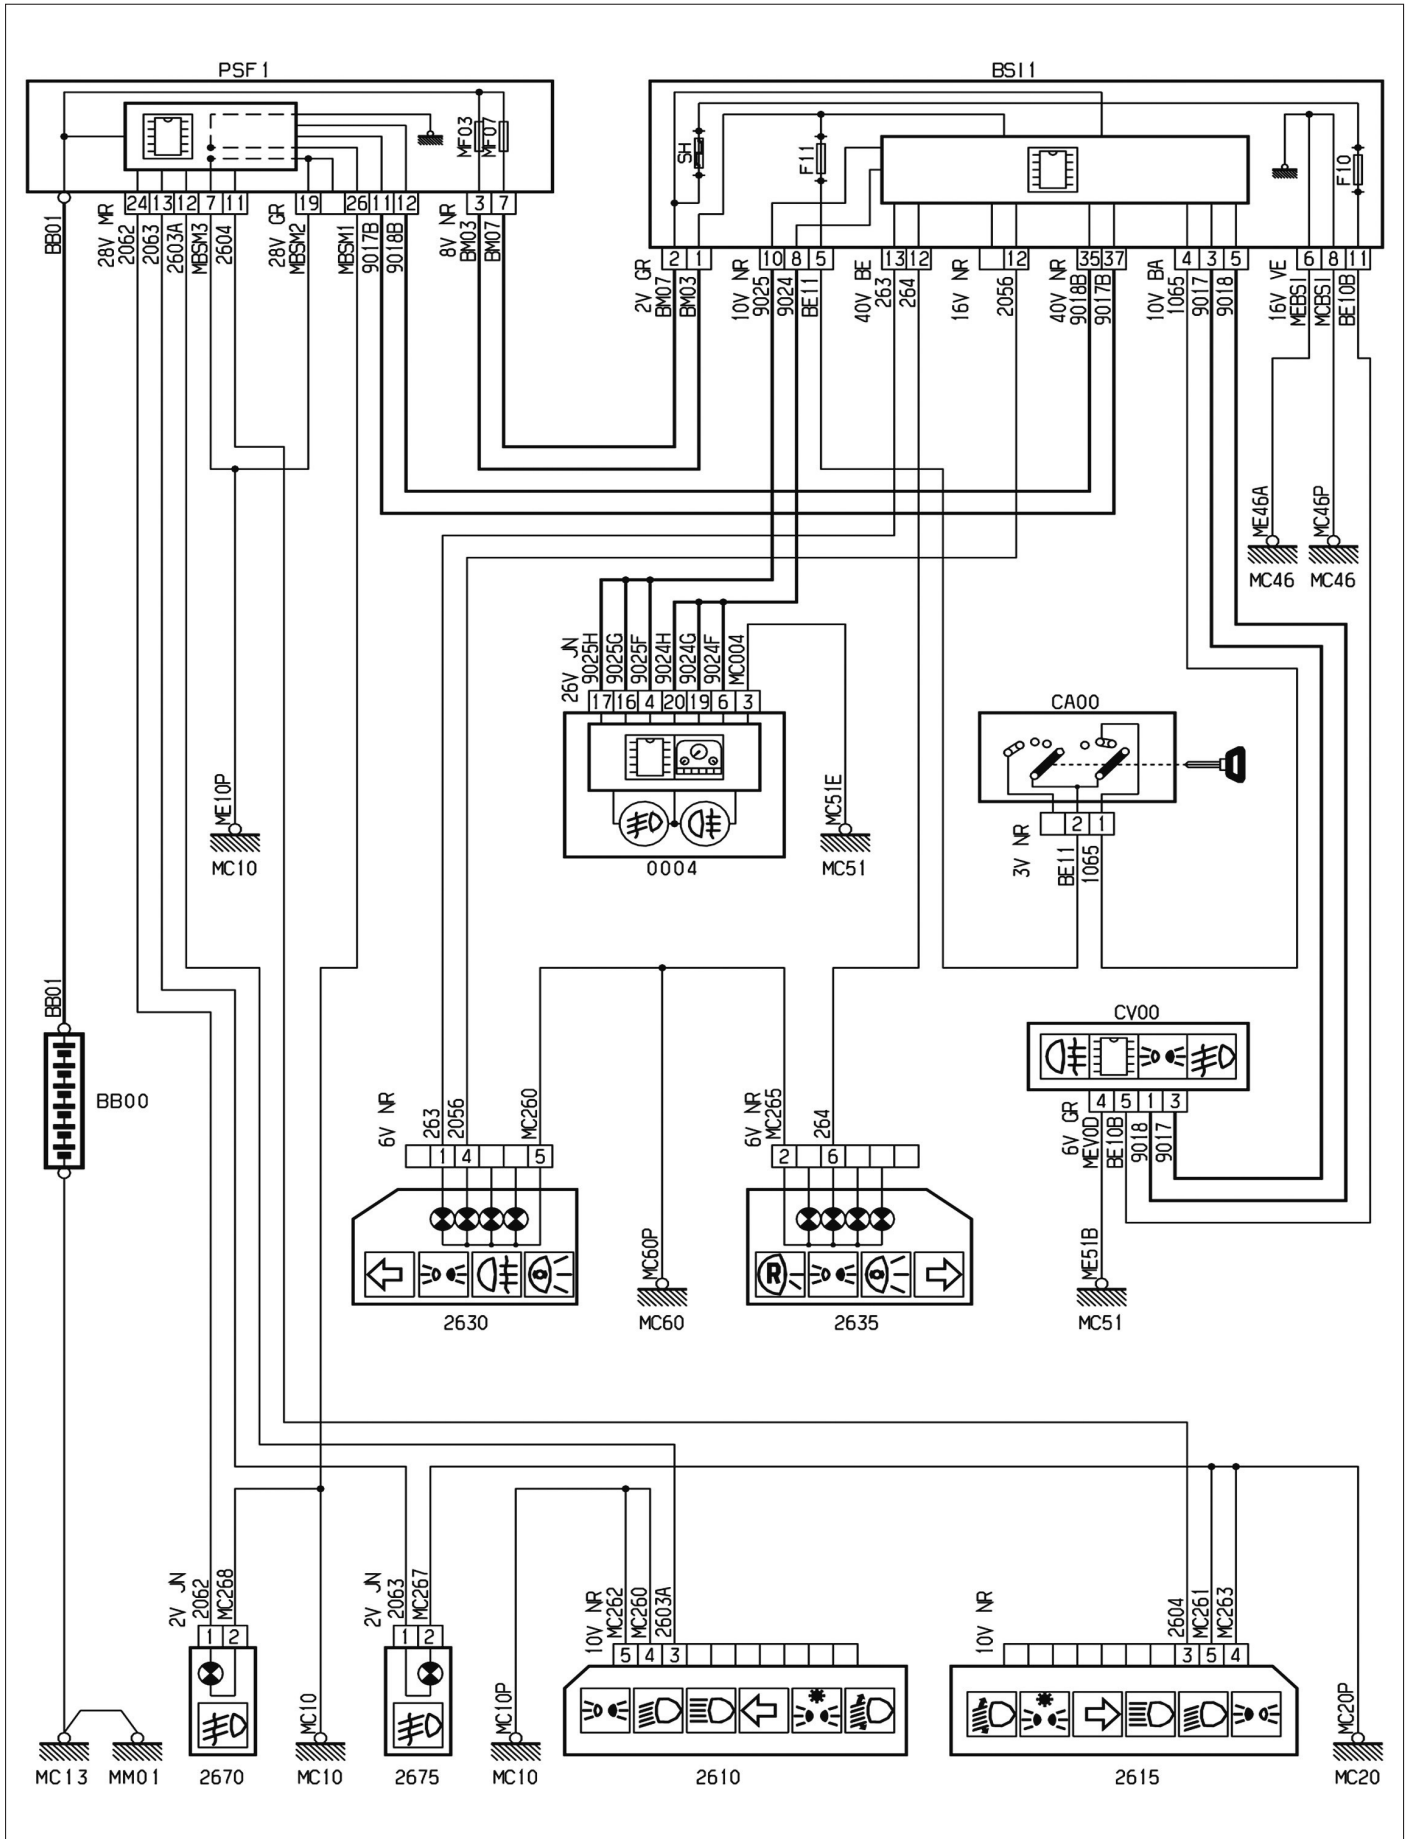 PSF1
BSI1
MF03
MF07
SH
F11
F10
24 13 12 7 11
19 26 11 12
3 7
2 1
10 8 5
13 12
12
35 37
4 3 5
6 8 11
BB01
28V MR
2062
2063
2603A
MBSM3
2604
28V GR
MBSM2
MBSM1
9017B
9018B
8V NR
BM03
BM07
2V GR
BM07
BM03
10V NR
9025
9024
BE11
40V BE
263
264
16V NR
2056
40V NR
9018B
9017B
10V BA
1065
9017
9018
16V VE
MEBSI
MCBSI
BE10B
ME46A
MC46P
MC46 MC46
26V JN
9025H
9025G
9025F
9024H
9024G
9024F
MC004
17 16 4 20 19 6 3
0004
ME10P
MC10
MC51E
MC51
CA00
2 1
3V NR
BE11
1065
BB01
BB00
CV00
4 5 1 3
6V GR
MEV0D
BE10B
9018
9017
ME51B
MC51
6V NR
263
2056
MC260
1 4 5
2630
MC60P
MC60
6V NR
MC265
264
2 6
R
2635
2V JN
2062
MC268
1 2
2670
MC10
MC10
2V JN
2063
MC267
1 2
2675
MC10P
MC10
10V NR
MC262
MC260
2603A
5 4 3
2610
10V NR
2604
MC261
MC263
3 5 4
2615
MC20P
MC20
MC13 MM01